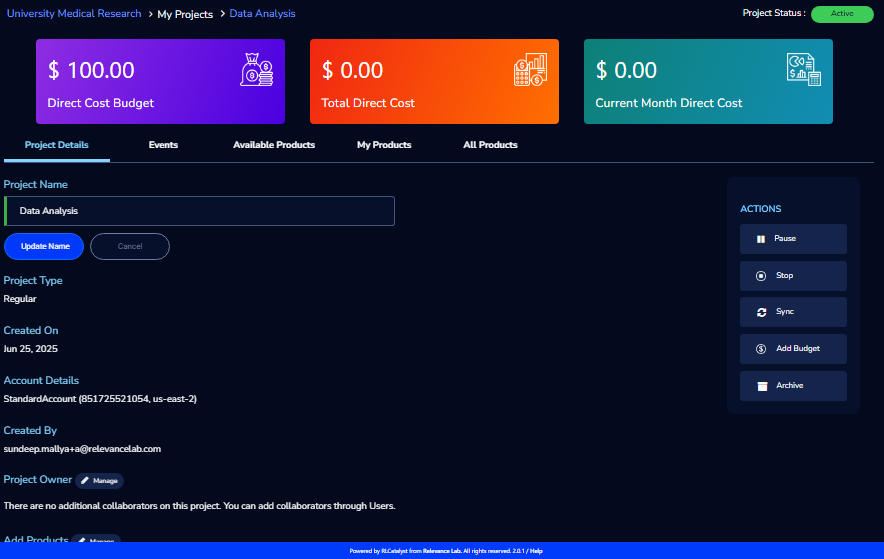 University Medical Research > My Projects > Data Analysis
Project Status : Active
$ 100.00
Direct Cost Budget
$ 0.00
Total Direct Cost
$ 0.00
Current Month Direct Cost
Project Details Events Available Products My Products All Products
Project Name
Data Analysis
Update Name Cancel
Project Type
Regular
Created On
Jun 25, 2025
Account Details
StandardAccount (851725521054, us-east-2)
Created By
sundeep.mallya+a@relevancelab.com
Project Owner Manage
There are no additional collaborators on this project. You can add collaborators through Users.
Add Products Manage
ACTIONS
Pause
Stop
Sync
Add Budget
Archive
Powered by RLCatalyst from Relevance Lab. All rights reserved. 2.0.1 / Help